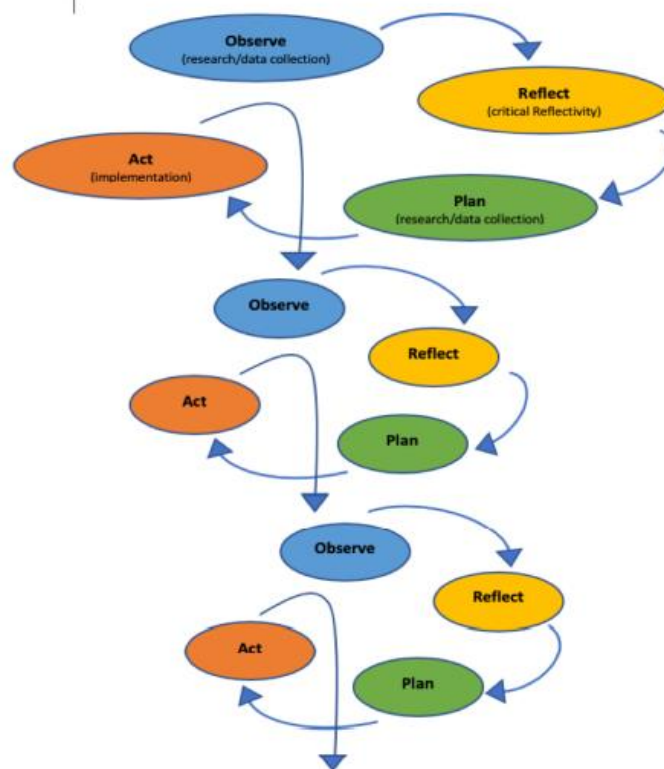 Observe
(research/data collection)
Reflect
(critical Reflectivity)
Act
(implementation)
Plan
(research/data collection)
Observe
Reflect
Act
Plan
Observe
Reflect
Act
Plan